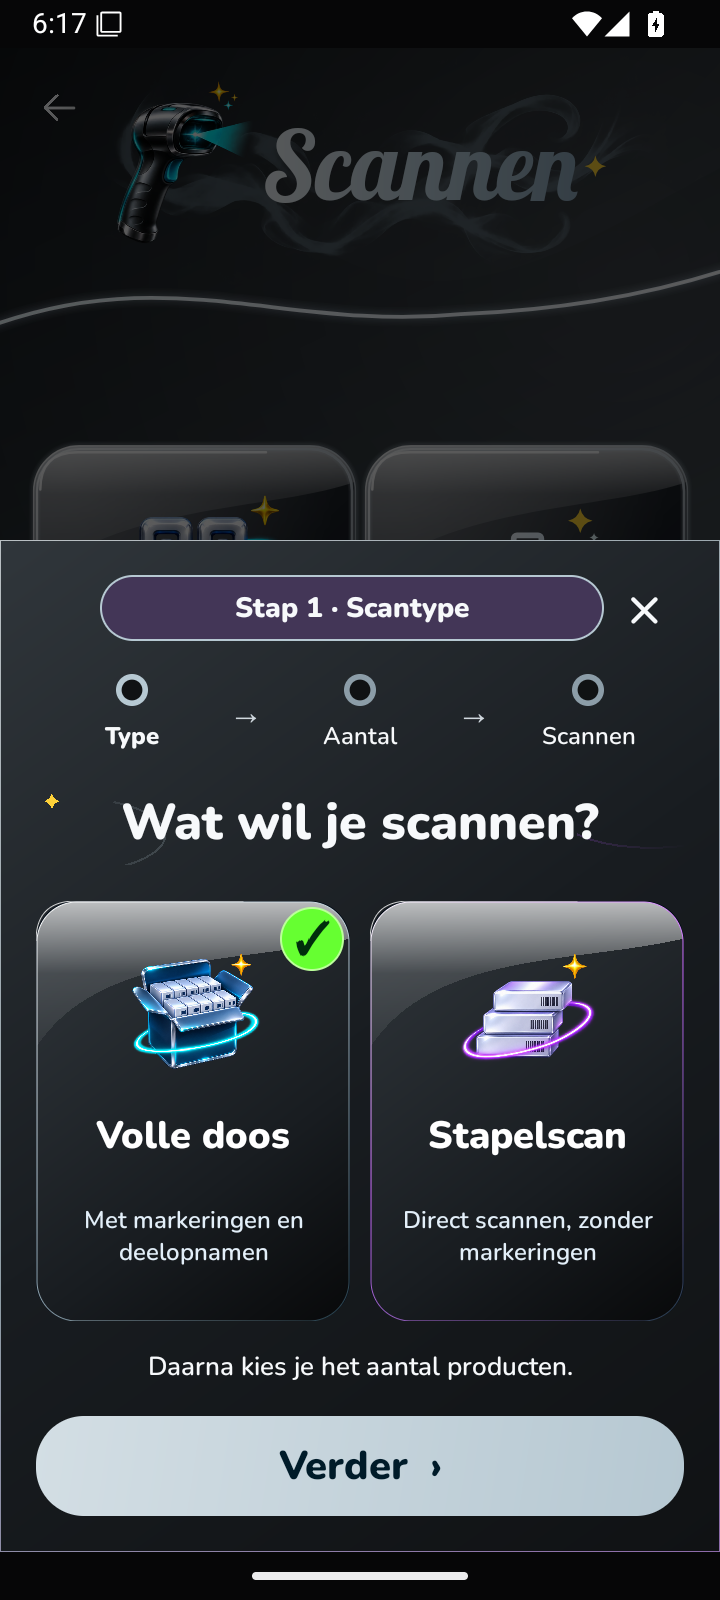 6:17
Scannen
Stap 1 · Scantype
Type → Aantal → Scannen
Wat wil je scannen?
Volle doos
Met markeringen en
deelopnamen
Stapelscan
Direct scannen, zonder
markeringen
Daarna kies je het aantal producten.
Verder ›